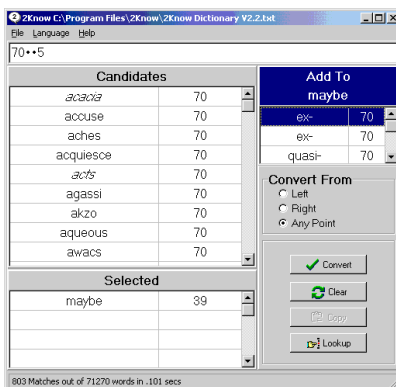 2Know C:\Program Files\2Know\2Know Dictionary V2.2.txt
File Language Help
70••5
Candidates
acacia 70
accuse 70
aches 70
acquiesce 70
acts 70
agassi 70
akzo 70
aqueous 70
awacs 70
Selected
maybe 39
Add To
maybe
ex- 70
ex- 70
quasi- 70
Convert From
Left
Right
Any Point
Convert
Clear
Copy
Lookup
803 Matches out of 71270 words in .101 secs